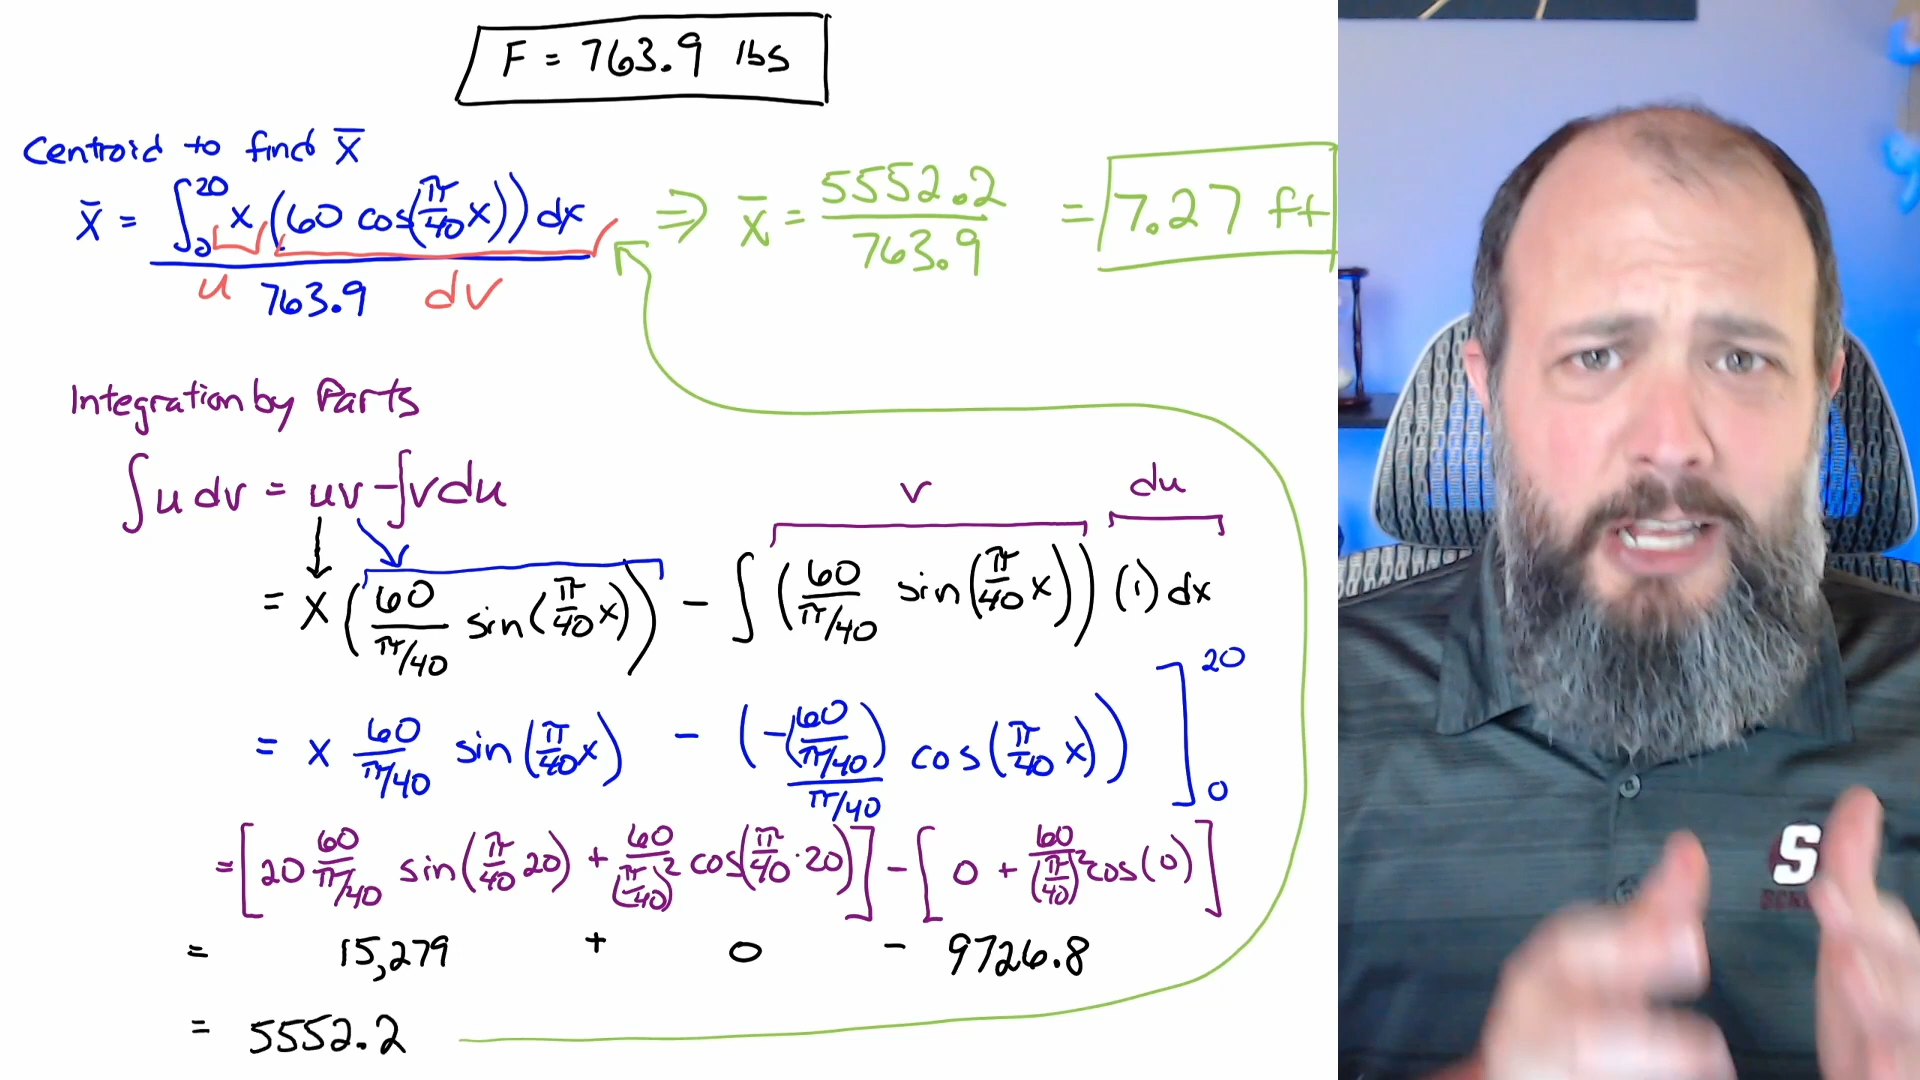 F = 763.9 lbs
Centroid to find x̄
x̄ = ∫₀²⁰ x (60 cos(π/40 x)) dx / 763.9 ⇒ x̄ = 5552.2 / 763.9 = 7.27 ft
u dv
Integration by Parts
∫u dv = uv - ∫v du
v du
= x (60/(π/40) sin(π/40 x)) - ∫ (60/(π/40) sin(π/40 x)) (1) dx
= x 60/(π/40) sin(π/40 x) - (-(60/(π/40))/(π/40) cos(π/40 x)) ]₀²⁰
= [20 60/(π/40) sin(π/40 20) + 60/(π/40)² cos(π/40 · 20)] - [0 + 60/(π/40)² cos(0)]
= 15,279 + 0 - 9726.8
= 5552.2
S